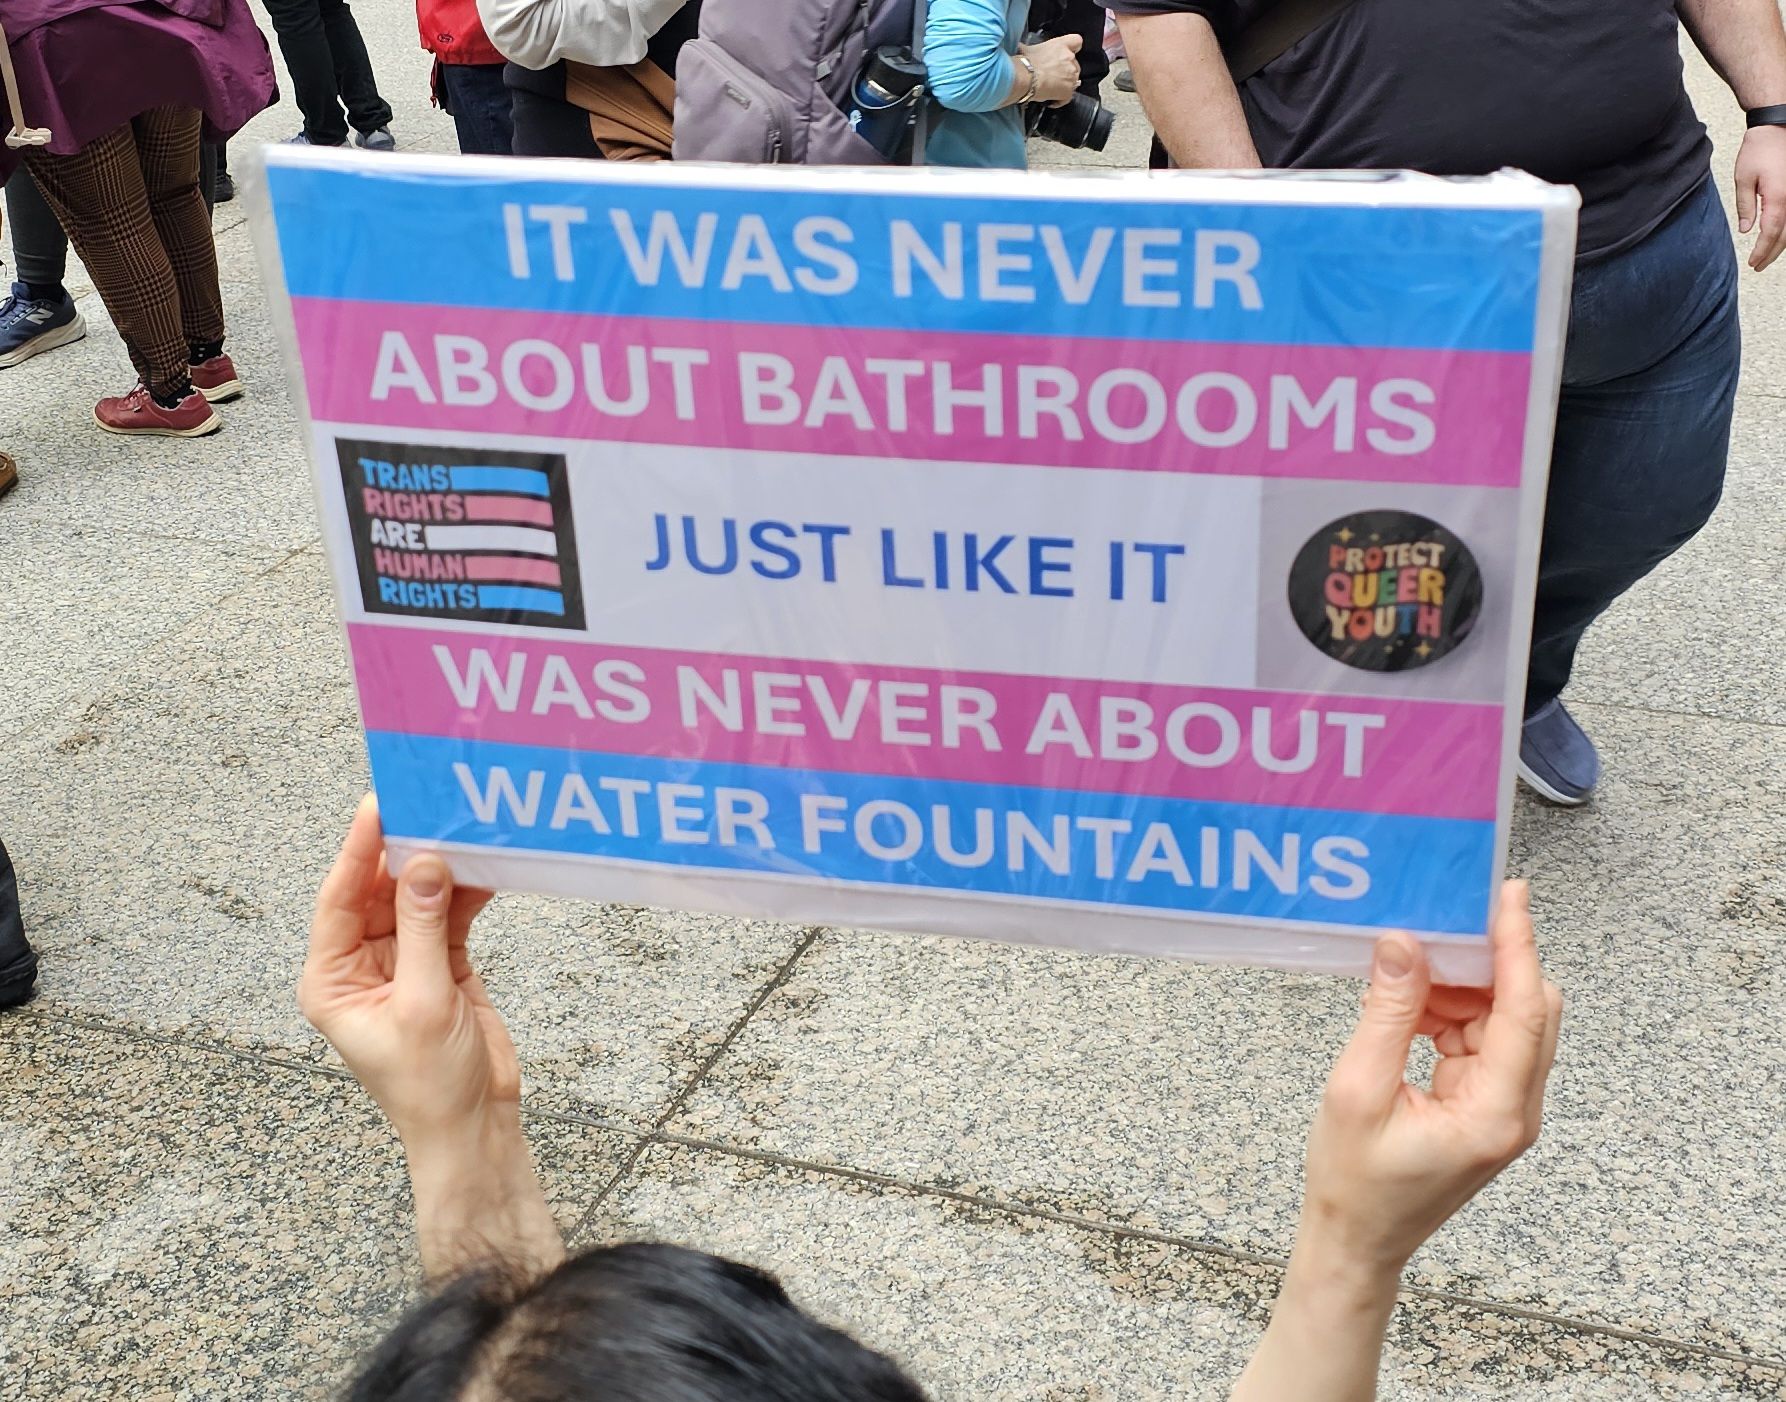 IT WAS NEVER
ABOUT BATHROOMS
TRANS
RIGHTS
ARE
HUMAN
RIGHTS
JUST LIKE IT
PROTECT
QUEER
YOUTH
WAS NEVER ABOUT
WATER FOUNTAINS